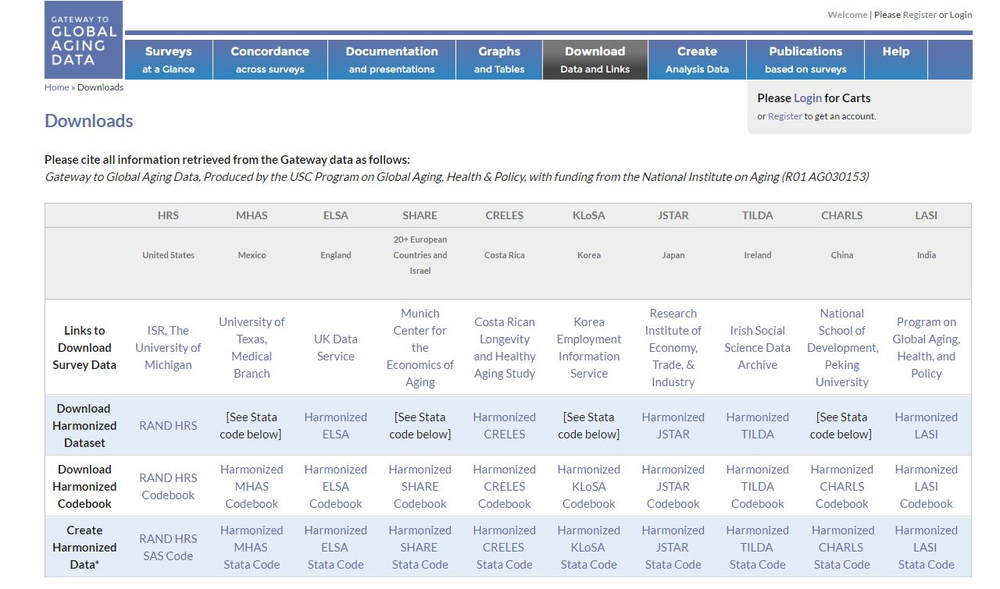 GATEWAY TO
GLOBAL
AGING
DATA
Welcome | Please Register or Login
Surveys
at a Glance
Concordance
across surveys
Documentation
and presentations
Graphs
and Tables
Download
Data and Links
Create
Analysis Data
Publications
based on surveys
Help
Home » Downloads
Please Login for Carts
or Register to get an account.
Downloads
Please cite all information retrieved from the Gateway data as follows:
Gateway to Global Aging Data, Produced by the USC Program on Global Aging, Health & Policy, with funding from the National Institute on Aging (R01 AG030153)
HRS MHAS ELSA SHARE CRELES KLoSA JSTAR TILDA CHARLS LASI
United States
Mexico
England
20+ European
Countries and
Israel
Costa Rica
Korea
Japan
Ireland
China
India
Links to
Download
Survey Data
ISR, The
University of
Michigan
University of
Texas,
Medical
Branch
UK Data
Service
Munich
Center for
the
Economics of
Aging
Costa Rican
Longevity
and Healthy
Aging Study
Korea
Employment
Information
Service
Research
Institute of
Economy,
Trade, &
Industry
Irish Social
Science Data
Archive
National
School of
Development,
Peking
University
Program on
Global Aging,
Health, and
Policy
Download
Harmonized
Dataset
RAND HRS
[See Stata
code below]
Harmonized
ELSA
[See Stata
code below]
Harmonized
CRELES
[See Stata
code below]
Harmonized
JSTAR
Harmonized
TILDA
[See Stata
code below]
Harmonized
LASI
Download
Harmonized
Codebook
RAND HRS
Codebook
Harmonized
MHAS
Codebook
Harmonized
ELSA
Codebook
Harmonized
SHARE
Codebook
Harmonized
CRELES
Codebook
Harmonized
KLoSA
Codebook
Harmonized
JSTAR
Codebook
Harmonized
TILDA
Codebook
Harmonized
CHARLS
Codebook
Harmonized
LASI
Codebook
Create
Harmonized
Data*
RAND HRS
SAS Code
Harmonized
MHAS
Stata Code
Harmonized
ELSA
Stata Code
Harmonized
SHARE
Stata Code
Harmonized
CRELES
Stata Code
Harmonized
KLoSA
Stata Code
Harmonized
JSTAR
Stata Code
Harmonized
TILDA
Stata Code
Harmonized
CHARLS
Stata Code
Harmonized
LASI
Stata Code